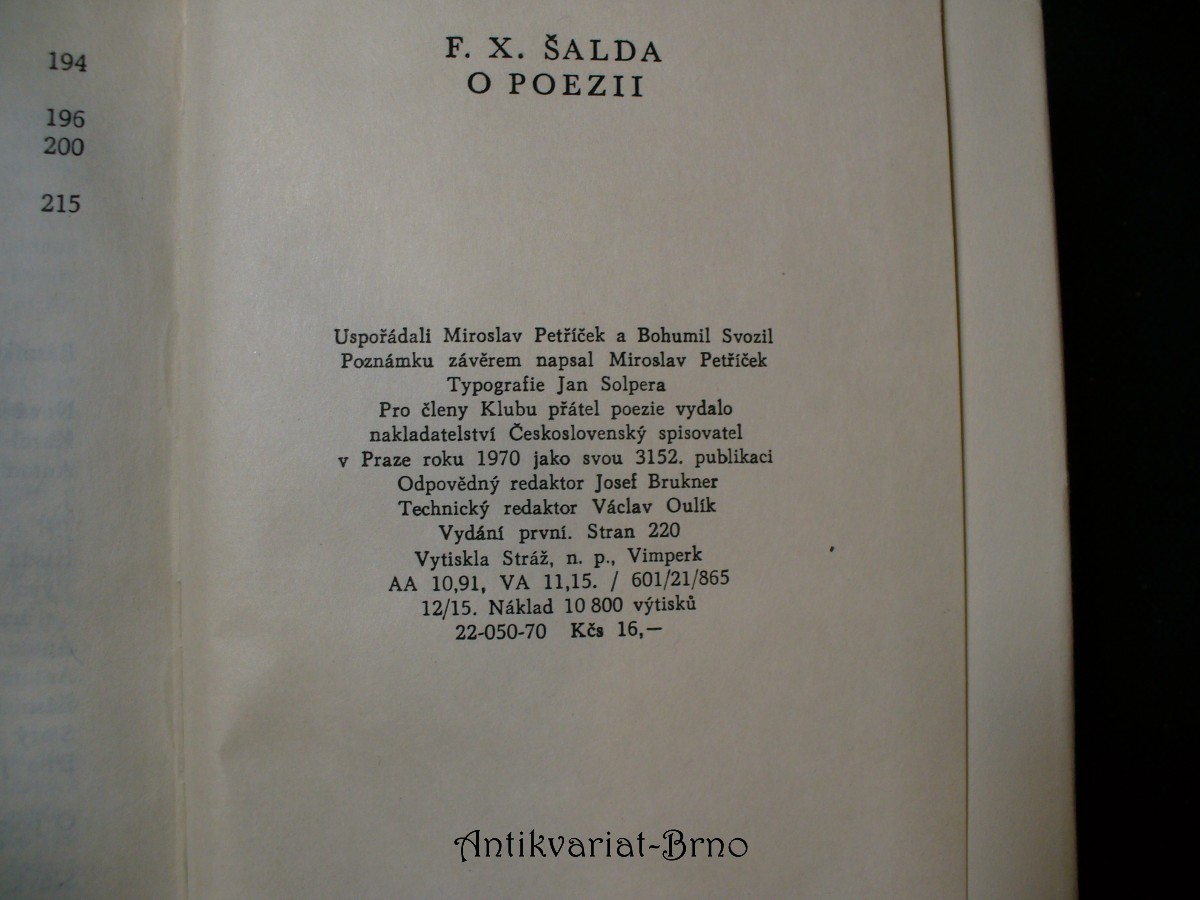 194
196
200
215
F. X. ŠALDA
O POEZII
Uspořádali Miroslav Petříček a Bohumil Svozil
Poznámku závěrem napsal Miroslav Petříček
Typografie Jan Solpera
Pro členy Klubu přátel poezie vydalo
nakladatelství Československý spisovatel
v Praze roku 1970 jako svou 3152. publikaci
Odpovědný redaktor Josef Brukner
Technický redaktor Václav Oulík
Vydání první. Stran 220
Vytiskla Stráž, n. p., Vimperk
AA 10,91, VA 11,15. / 601/21/865
12/15. Náklad 10 800 výtisků
22-050-70 Kčs 16,—
Antikvariat-Brno